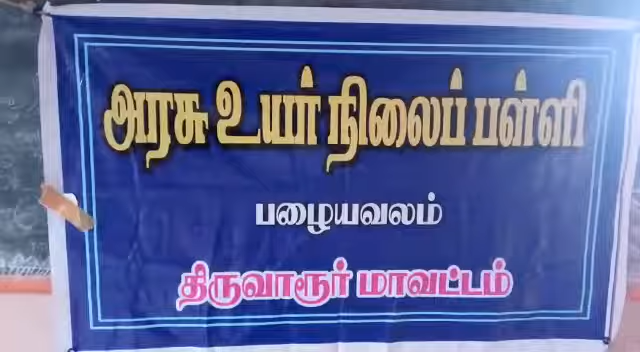 அரசு உயர் நிலைப் பள்ளி
பழையவலம்
திருவாரூர் மாவட்டம்